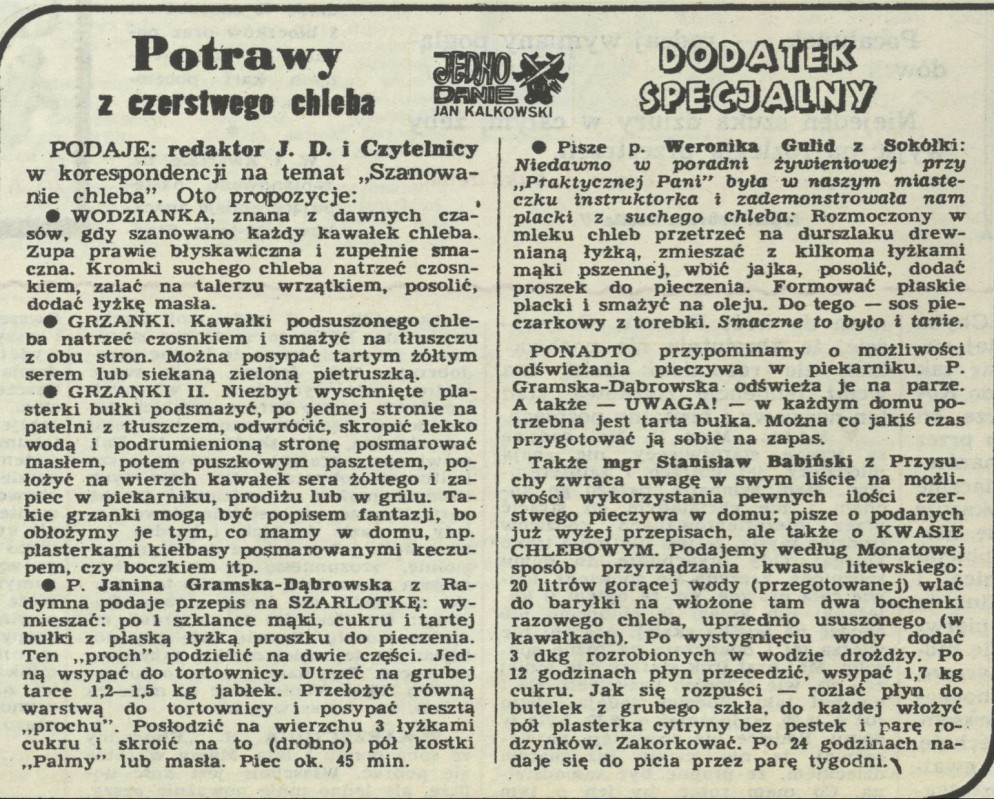 Potrawy
z czerstwego chleba
JEDNO
DANIE
JAN KALKOWSKI
DODATEK
SPECJALNY
PODAJE: redaktor J. D. i Czytelnicy
w korespondencji na temat „Szanowa-
nie chleba”. Oto propozycje:
● WODZIANKA, znana z dawnych cza-
sów, gdy szanowano każdy kawałek chleba.
Zupa prawie błyskawiczna i zupełnie sma-
czna. Kromki suchego chleba natrzeć czosn-
kiem, zalać na talerzu wrzątkiem, posolić,
dodać łyżkę masła.
● GRZANKI. Kawałki podsuszonego chle-
ba natrzeć czosnkiem i smażyć na tłuszczu
z obu stron. Można posypać tartym żółtym
serem lub siekaną zieloną pietruszką.
● GRZANKI II. Niezbyt wyschnięte pla-
sterki bułki podsmażyć, po jednej stronie na
patelni z tłuszczem, odwrócić, skropić lekko
wodą i podrumienioną stronę posmarować
masłem, potem puszkowym pasztetem, po-
łożyć na wierzch kawałek sera żółtego i za-
piec w piekarniku, prodiżu lub w grilu. Ta-
kie grzanki mogą być popisem fantazji, bo
obłożymy je tym, co mamy w domu, np.
plasterkami kiełbasy posmarowanymi keczu-
pem, czy boczkiem itp.
● P. Janina Gramska-Dąbrowska z Ra-
dymna podaje przepis na SZARLOTKĘ: wy-
mieszać: po 1 szklance mąki, cukru i tartej
bułki z płaską łyżką proszku do pieczenia.
Ten „proch” podzielić na dwie części. Jed-
ną wsypać do tortownicy. Utrzeć na grubej
tarce 1,2—1,5 kg jabłek. Przełożyć równą
warstwą do tortownicy i posypać resztą
„prochu”. Posłodzić na wierzchu 3 łyżkami
cukru i skroić na to (drobno) pół kostki
„Palmy” lub masła. Piec ok. 45 min.
● Pisze p. Weronika Gulid z Sokółki:
Niedawno w poradni żywieniowej przy
„Praktycznej Pani” była w naszym miaste-
czku instruktorka i zademonstrowała nam
placki z suchego chleba: Rozmoczony w
mleku chleb przetrzeć na durszlaku drew-
nianą łyżką, zmieszać z kilkoma łyżkami
mąki pszennej, wbić jajka, posolić, dodać
proszek do pieczenia. Formować płaskie
placki i smażyć na oleju. Do tego — sos pie-
czarkowy z torebki. Smaczne to było i tanie.
PONADTO przypominamy o możliwości
odświeżania pieczywa w piekarniku. P.
Gramska-Dąbrowska odświeża je na parze.
A także — UWAGA! — w każdym domu po-
trzebna jest tarta bułka. Można co jakiś czas
przygotować ją sobie na zapas.
Także mgr Stanisław Babiński z Przysu-
chy zwraca uwagę w swym liście na możli-
wości wykorzystania pewnych ilości czer-
stwego pieczywa w domu; pisze o podanych
już wyżej przepisach, ale także o KWASIE
CHLEBOWYM. Podajemy według Monatowej
sposób przyrządzania kwasu litewskiego:
20 litrów gorącej wody (przegotowanej) wlać
do baryłki na włożone tam dwa bochenki
razowego chleba, uprzednio ususzonego (w
kawałkach). Po wystygnięciu wody dodać
3 dkg rozrobionych w wodzie drożdży. Po
12 godzinach płyn przecedzić, wsypać 1,7 kg
cukru. Jak się rozpuści — rozlać płyn do
butelek z grubego szkła, do każdej włożyć
pół plasterka cytryny bez pestek i parę ro-
dzynków. Zakorkować. Po 24 godzinach na-
daje się do picia przez parę tygodni.